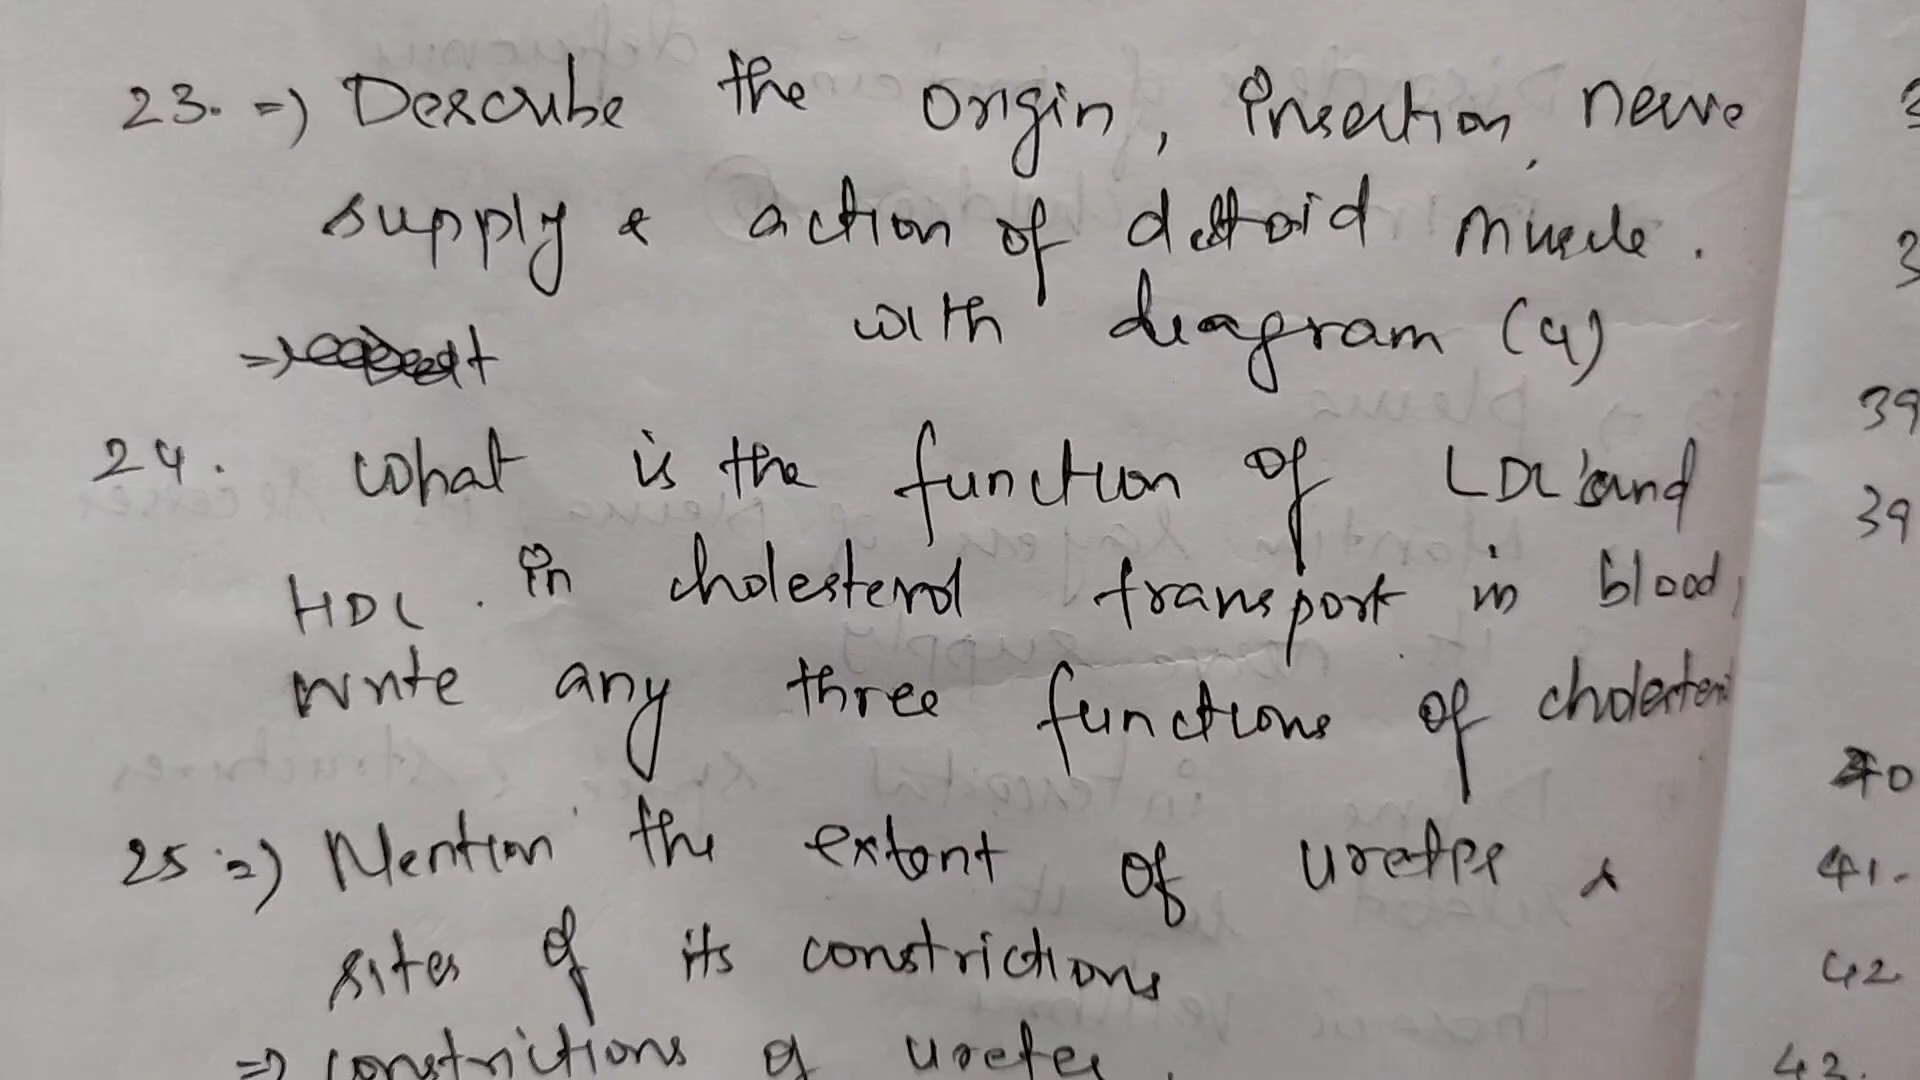 23. => Describe the origin, insertion, nerve
supply & action of deltoid muscle.
with diagram (4)
24. What is the function of LDL and
HDL. in cholesterol transport in blood,
write any three functions of cholesterol
25 => Mention the extent of ureter &
sites of its constrictions
=> constrictions of ureter.
39
39
40
41.
42
43.